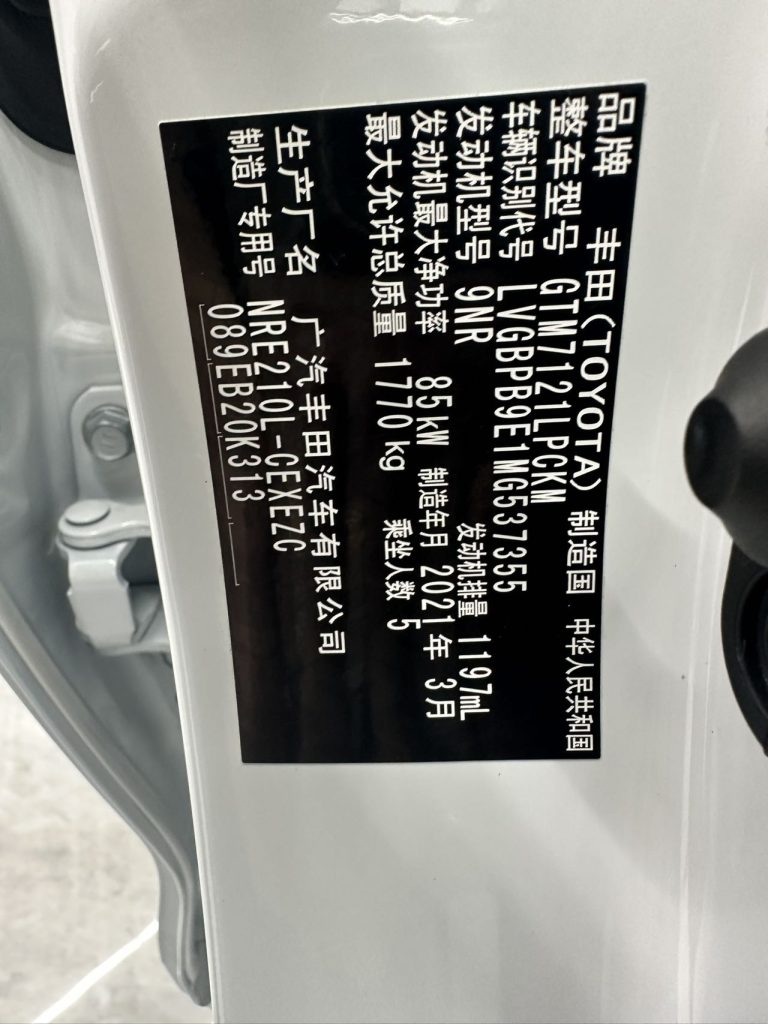 品牌 丰田(TOYOTA) 制造国 中华人民共和国
整车型号 GTM7121LPCKM
车辆识别代号 LVGBPB9E1MG537355
发动机型号 9NR 发动机排量 1197mL
发动机最大净功率 85kW 制造年月 2021年 3月
最大允许总质量 1770kg 乘坐人数 5
生产厂名 广汽丰田汽车有限公司
制造厂专用号 NRE210L-CEXEZC
089EB20K313